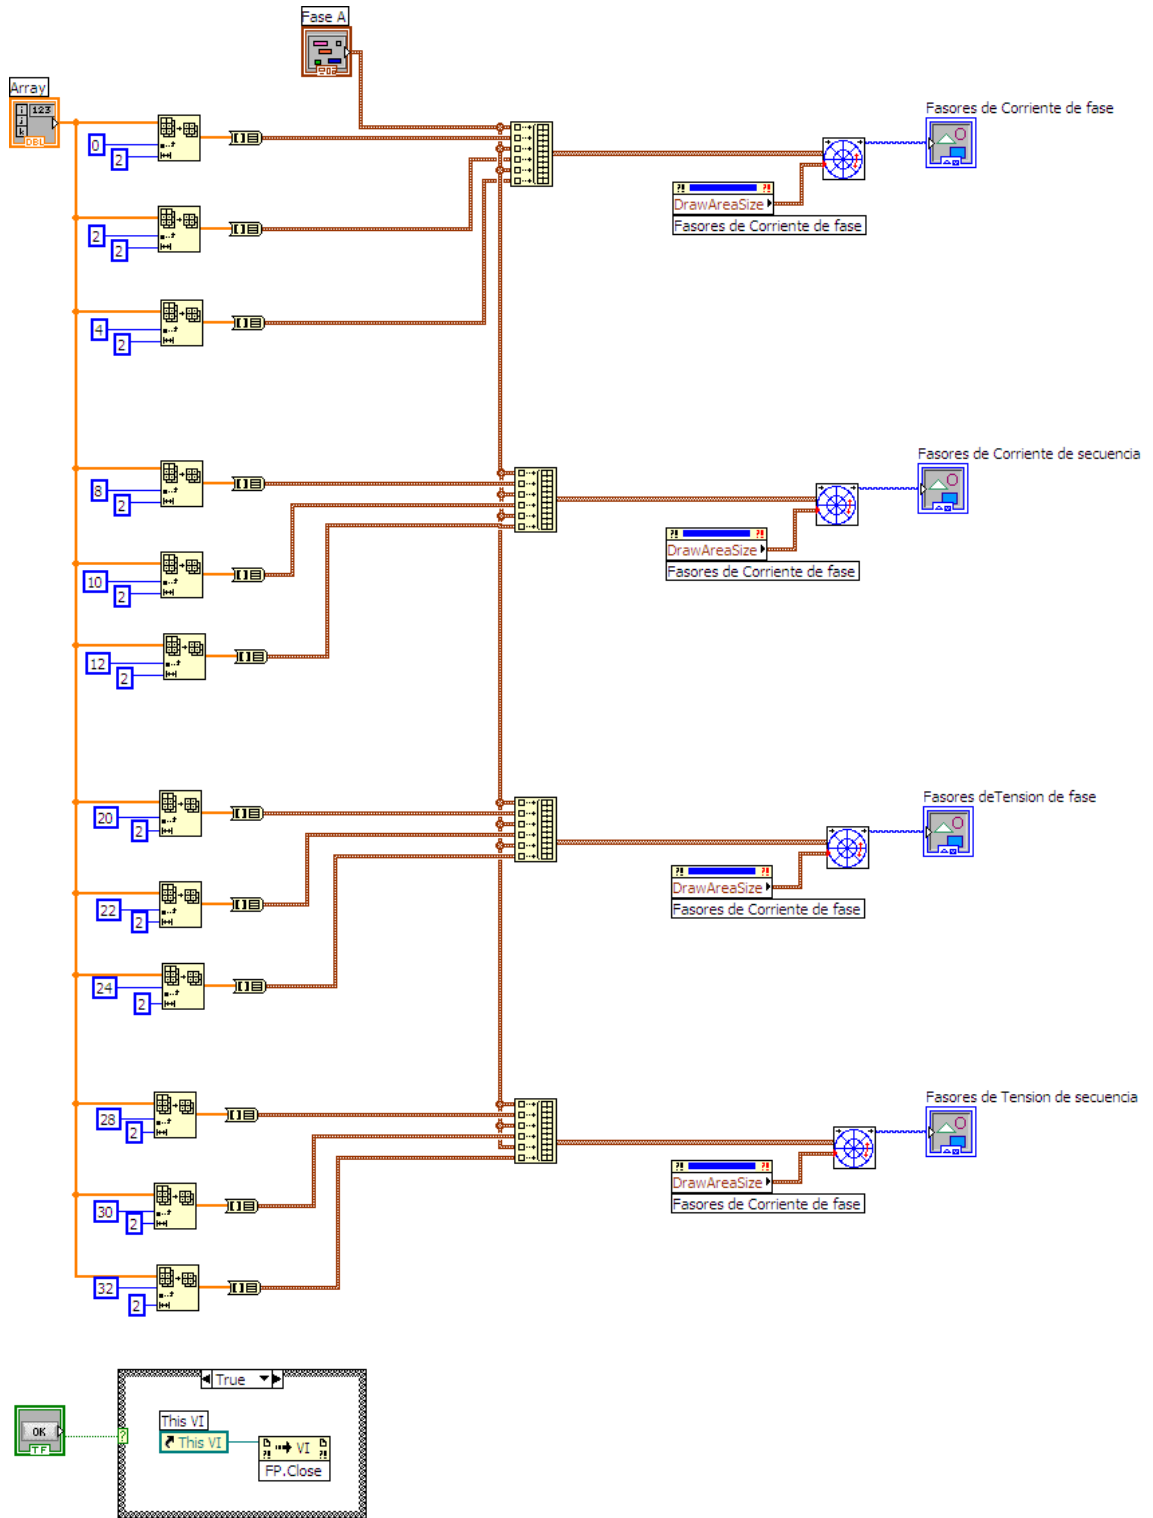 Fase A
Array
i
j
k
123
DBL
0
2
2
2
4
2
Fasores de Corriente de fase
DrawAreaSize
Fasores de Corriente de fase
8
2
10
2
12
2
Fasores de Corriente de secuencia
DrawAreaSize
Fasores de Corriente de fase
20
2
22
2
24
2
Fasores deTension de fase
DrawAreaSize
Fasores de Corriente de fase
28
2
30
2
32
2
Fasores de Tension de secuencia
DrawAreaSize
Fasores de Corriente de fase
True
OK
TF
?
This VI
This VI
VI
FP.Close